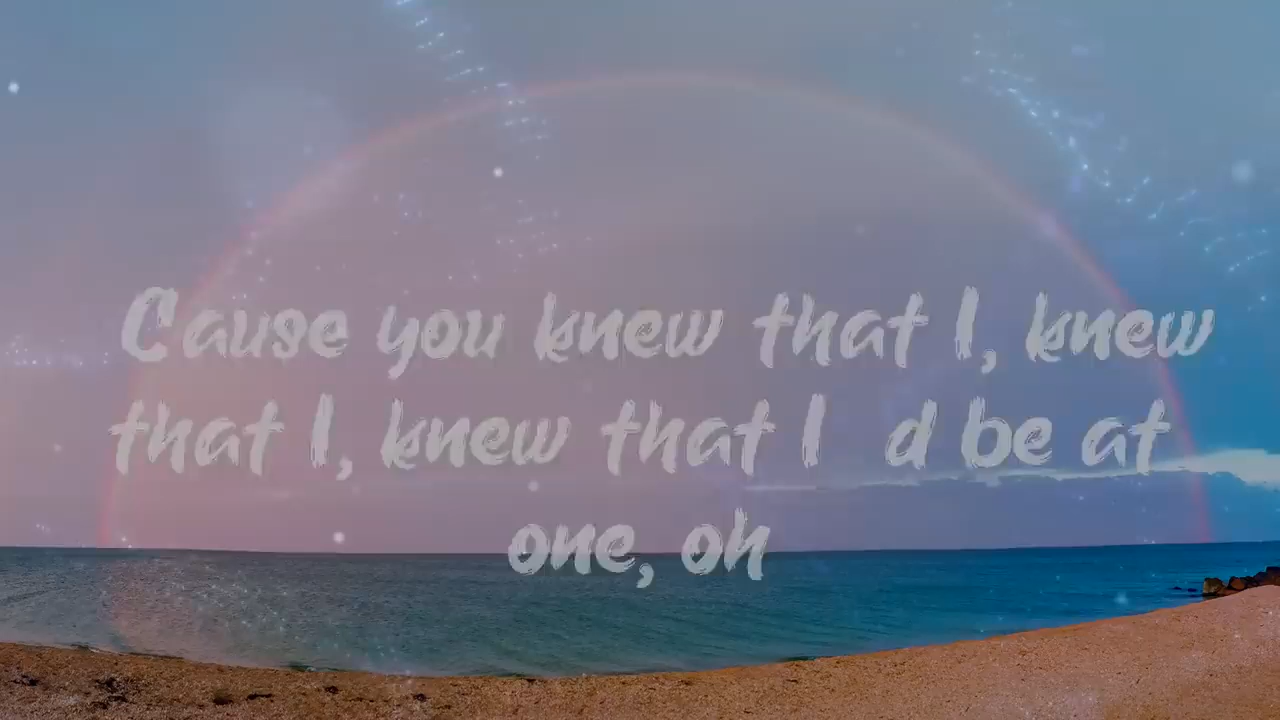 Cause you knew that I, knew
that I, knew that I  d be at
one, oh